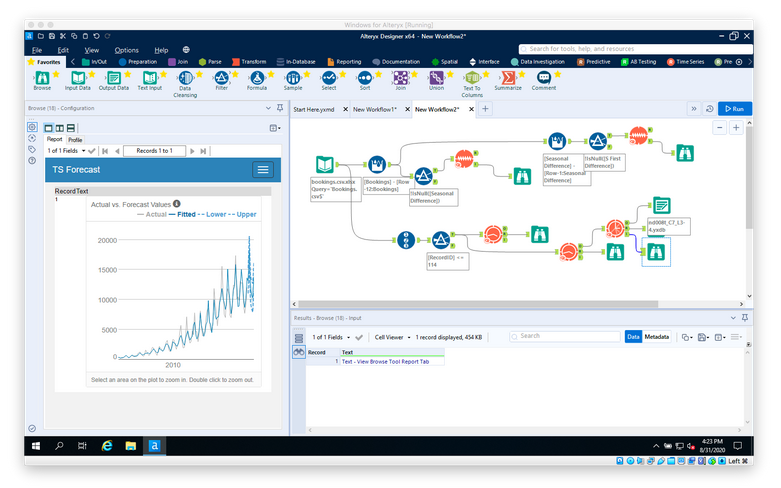 Windows for Alteryx [Running]
Alteryx Designer x64 - New Workflow2*
File Edit View Options Help
Search for tools, help, and resources
Favorites In/Out Preparation Join Parse Transform In-Database Reporting Documentation Spatial Interface Data Investigation Predictive AB Testing Time Series Pre
Browse Input Data Output Data Text Input Data Cleansing Filter Formula Sample Select Sort Join Union Text To Columns Summarize Comment
Browse (18) - Configuration
Start Here.yxmd
New Workflow1*
New Workflow2*
Run
Report Profile
1 of 1 Fields
Records 1 to 1
TS Forecast
Record Text
1
Actual vs. Forecast Values
Actual Fitted Lower Upper
20000
15000
10000
5000
0
2010
Select an area on the plot to zoom in. Double click to zoom out.
bookings.csv.xlsx
Query=`Bookings.
csv$`
[Bookings] - [Row
-12:Bookings]
!IsNull([Seasonal
Difference])
[Seasonal
Difference] -
[Row-1:Seasonal
Difference]
!IsNull([S First
Difference])
[RecordID] <=
114
nd008t_C7_L3-
4.yxdb
Results - Browse (18) - Input
1 of 1 Fields
Cell Viewer
1 record displayed, 454 KB
Search
Data
Metadata
Record Text
1 Text - View Browse Tool Report Tab
4:23 PM
8/31/2020
Left ⌘